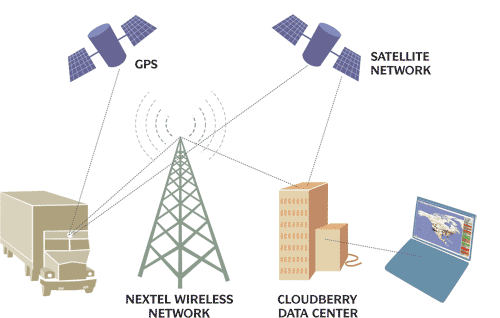 GPS
SATELLITE
NETWORK
NEXTEL WIRELESS
NETWORK
CLOUDBERRY
DATA CENTER